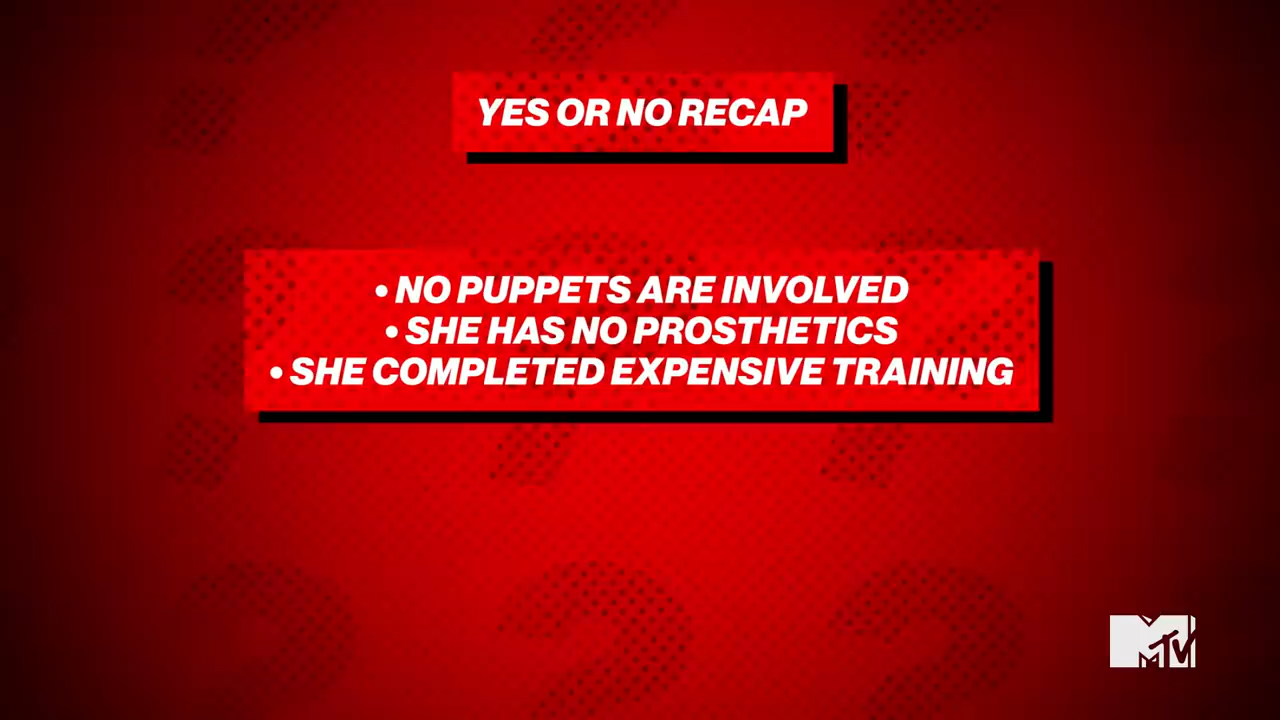 YES OR NO RECAP
• NO PUPPETS ARE INVOLVED
• SHE HAS NO PROSTHETICS
• SHE COMPLETED EXPENSIVE TRAINING
MTV